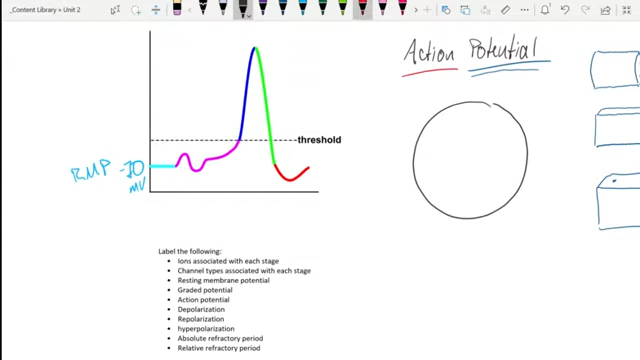 _Content Library » Unit 2
Action Potential
threshold
RMP -70
mV
Label the following:
• Ions associated with each stage
• Channel types associated with each stage
• Resting membrane potential
• Graded potential
• Action potential
• Depolarization
• Repolarization
• hyperpolarization
• Absolute refractory period
• Relative refractory period